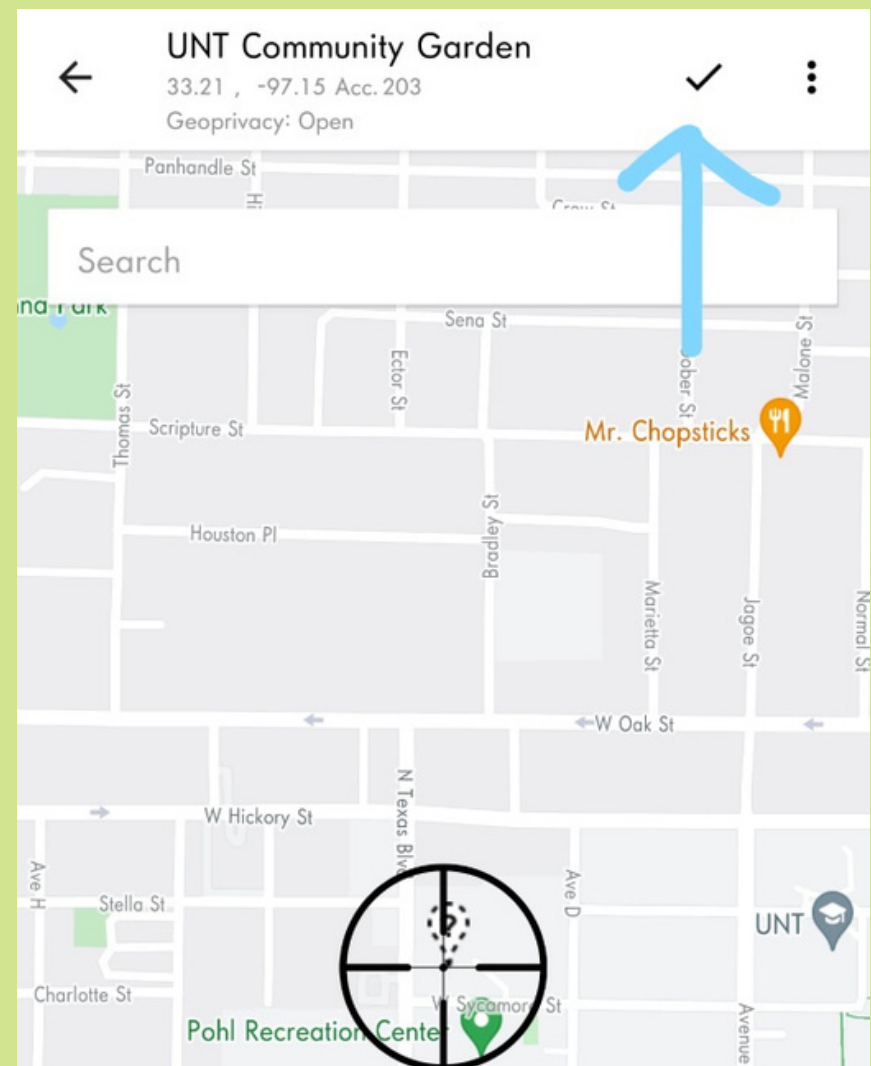 UNT Community Garden
33.21 , -97.15 Acc. 203
Geoprivacy: Open
Panhandle St
Crow St
Search
Sena St
Malone St
Ector St
Thomas St
Scripture St
Mr. Chopsticks
Houston Pl
Bradley St
Marietta St
Jagoe St
Normal St
W Oak St
N Texas Blvd
W Hickory St
Ave H
Ave D
Stella St
UNT
Charlotte St
W Sycamore St
Pohl Recreation Center
Avenue